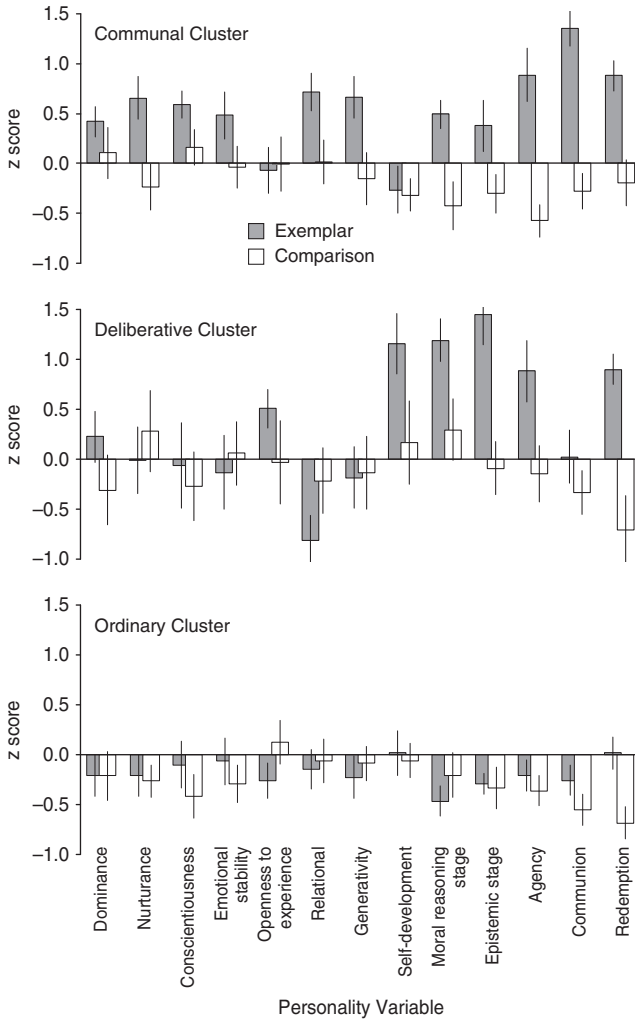 1.5
Communal Cluster
1.0
0.5
z score
0.0
Exemplar
−0.5
Comparison
−1.0
1.5
Deliberative Cluster
1.0
0.5
z score
0.0
−0.5
−1.0
1.5
Ordinary Cluster
1.0
0.5
z score
0.0
−0.5
−1.0
Dominance
Nurturance
Conscientiousness
Emotional
stability
Openness to
experience
Relational
Generativity
Self-development
Moral reasoning
stage
Epistemic stage
Agency
Communion
Redemption
Personality Variable